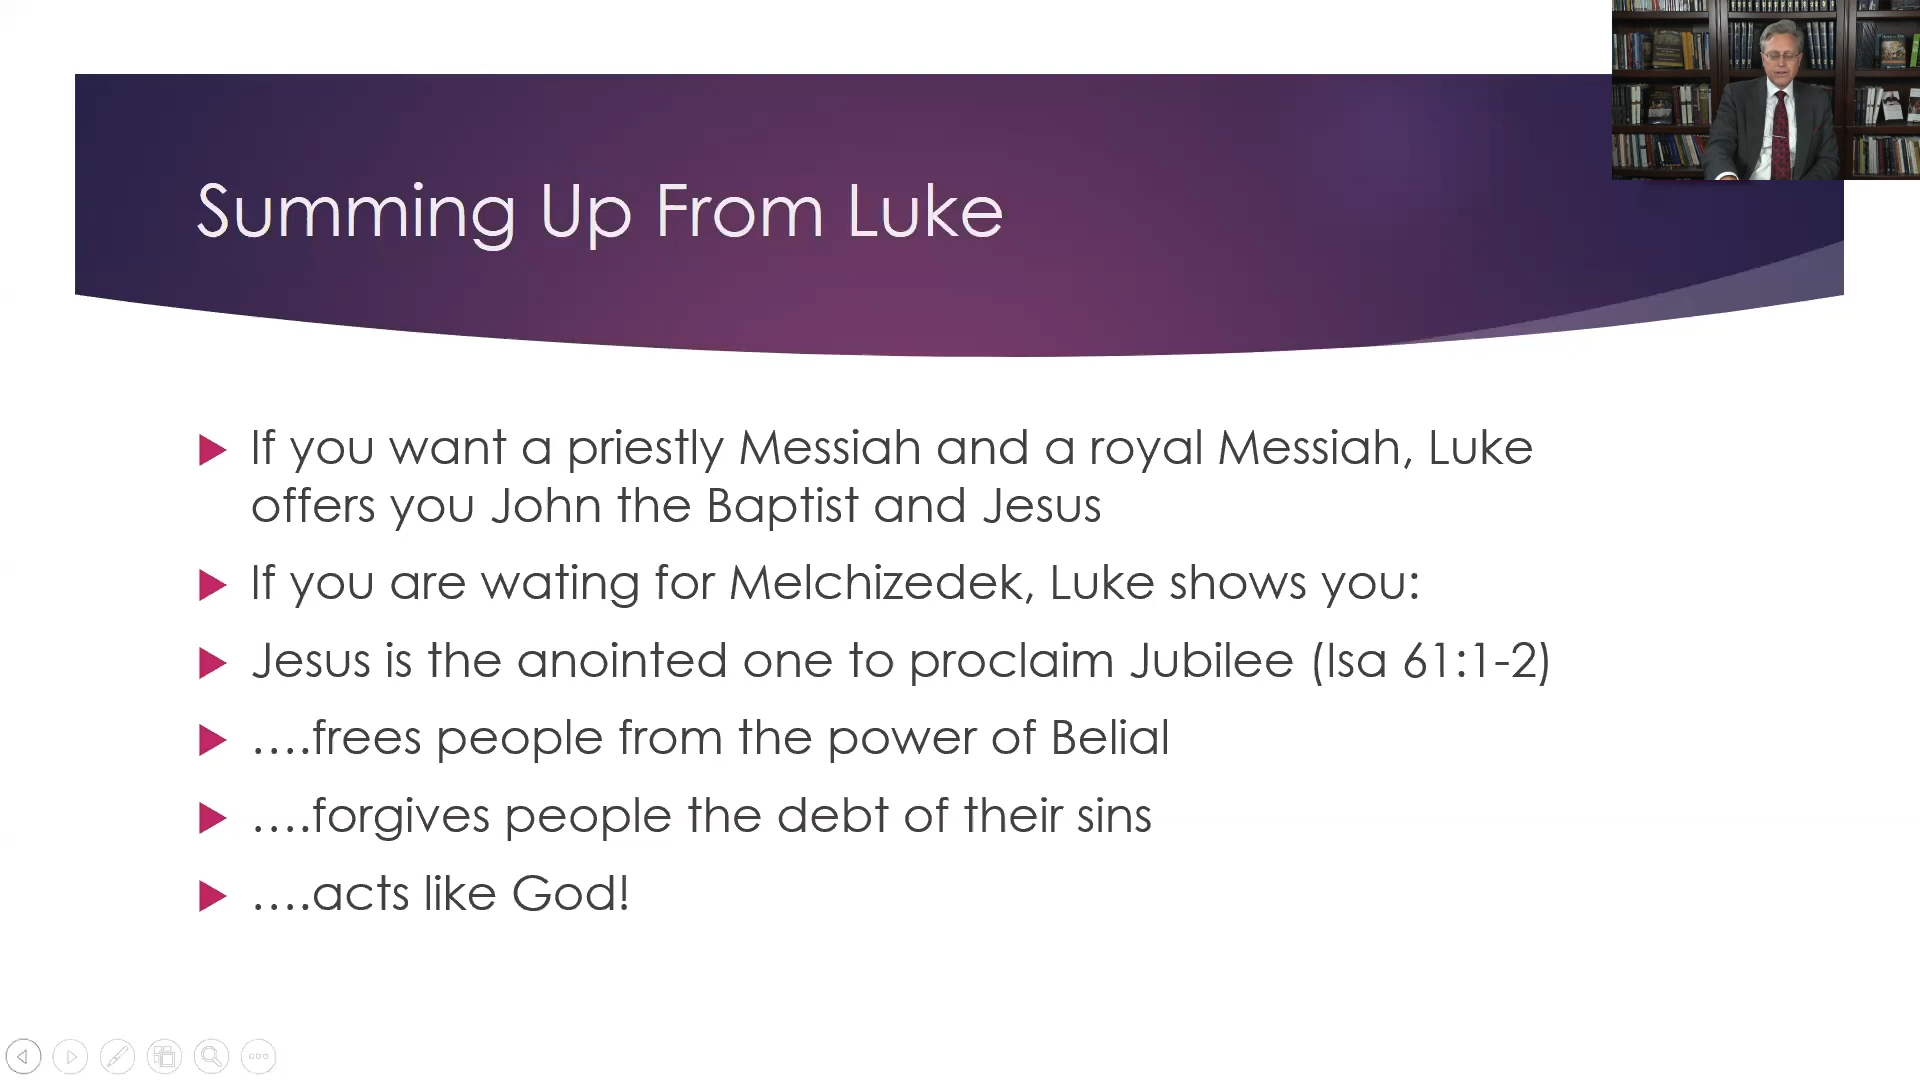 Summing Up From Luke
If you want a priestly Messiah and a royal Messiah, Luke
offers you John the Baptist and Jesus
If you are wating for Melchizedek, Luke shows you:
Jesus is the anointed one to proclaim Jubilee (Isa 61:1-2)
….frees people from the power of Belial
….forgives people the debt of their sins
….acts like God!